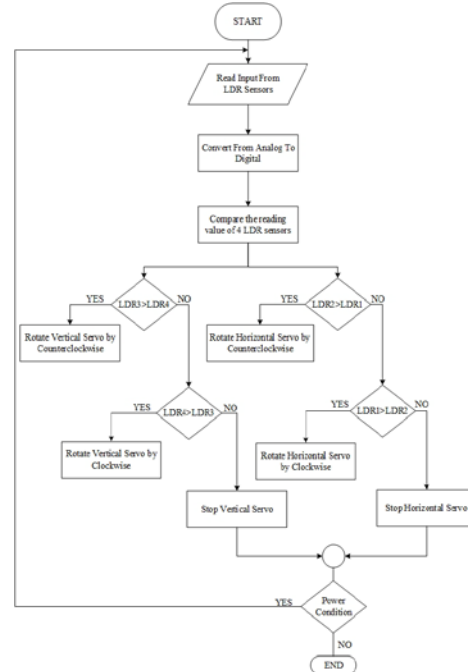 START
Read Input From
LDR Sensors
Convert From Analog To
Digital
Compare the reading
value of 4 LDR sensors
YES
LDR3>LDR4
NO
YES
LDR2>LDR1
NO
Rotate Vertical Servo by
Counterclockwise
Rotate Horizontal Servo by
Counterclockwise
YES
LDR4>LDR3
NO
YES
LDR1>LDR2
NO
Rotate Vertical Servo by
Clockwise
Rotate Horizontal Servo
by Clockwise
Stop Vertical Servo
Stop Horizontal Servo
YES
Power
Condition
NO
END